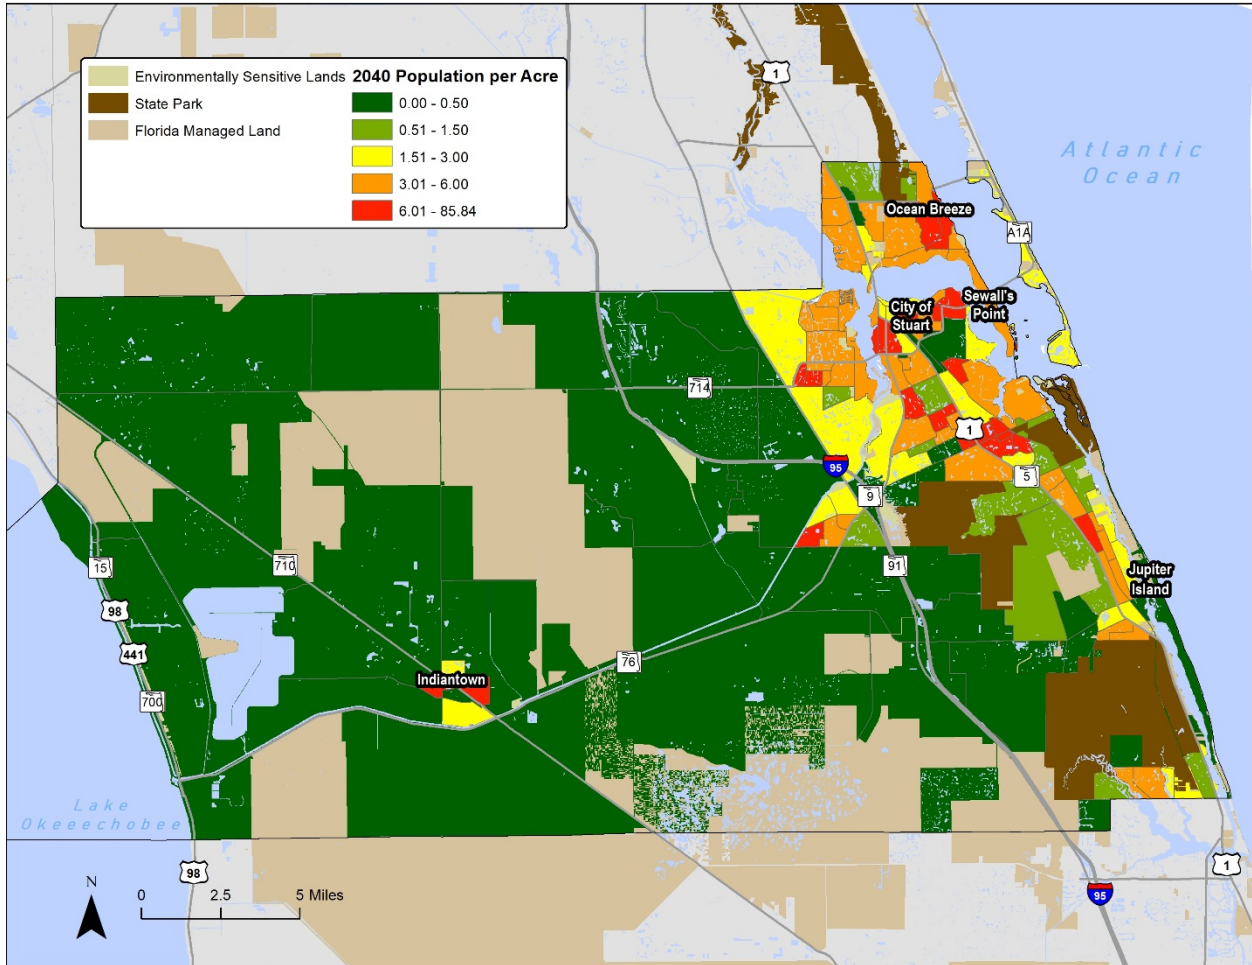 Environmentally Sensitive Lands
State Park
Florida Managed Land
2040 Population per Acre
0.00 - 0.50
0.51 - 1.50
1.51 - 3.00
3.01 - 6.00
6.01 - 85.84
1
Atlantic
Ocean
Ocean Breeze
A1A
Sewall's
Point
City of
Stuart
714
1
95
5
9
15
710
91
Jupiter
Island
98
441
76
Indiantown
700
Lake
Okeeechobee
98
1
95
N
0
2.5
5 Miles